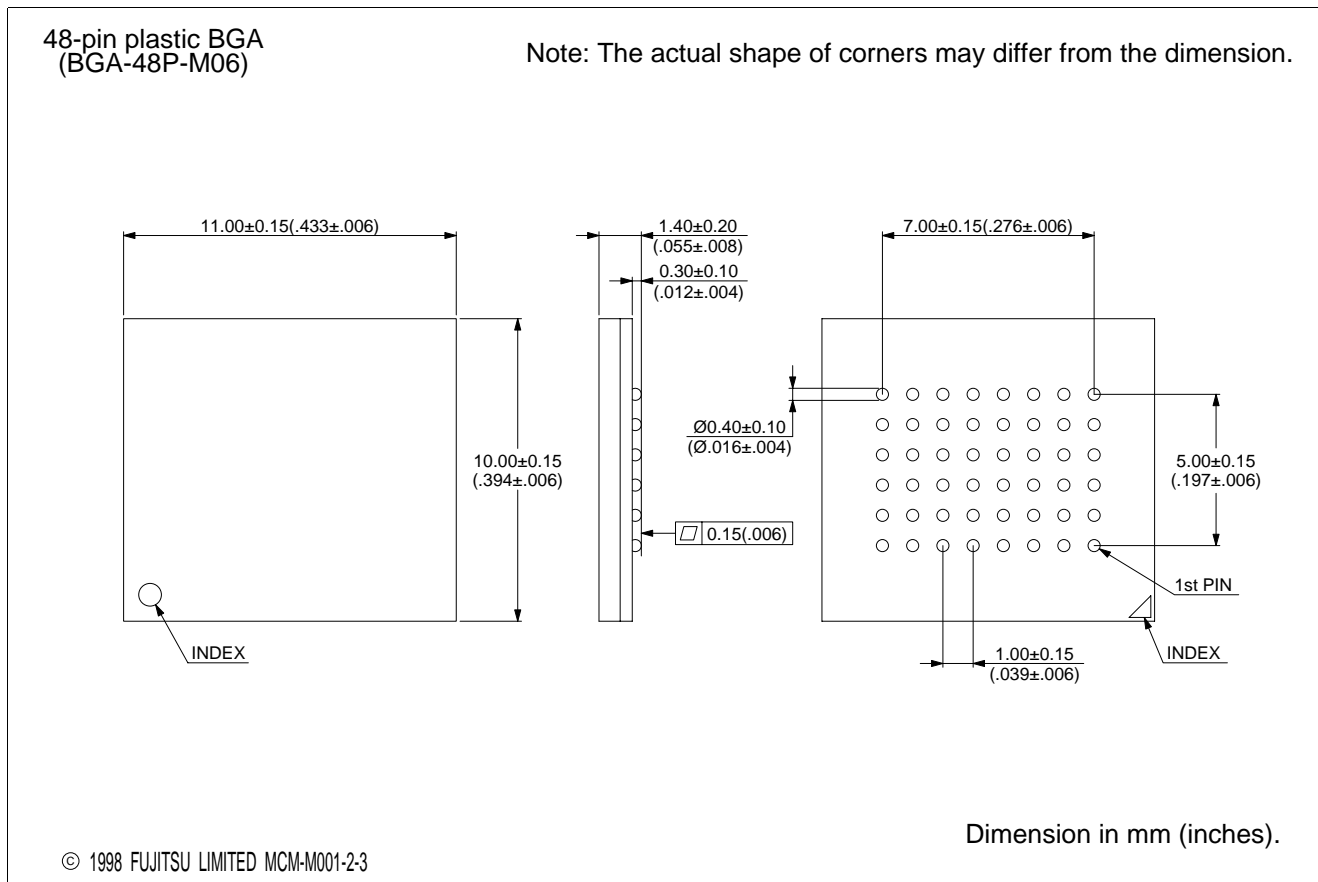 48-pin plastic BGA
(BGA-48P-M06)
Note: The actual shape of corners may differ from the dimension.
11.00±0.15(.433±.006)
1.40±0.20
(.055±.008)
0.30±0.10
(.012±.004)
7.00±0.15(.276±.006)
Ø0.40±0.10
(Ø.016±.004)
10.00±0.15
(.394±.006)
5.00±0.15
(.197±.006)
0.15(.006)
1st PIN
INDEX
1.00±0.15
(.039±.006)
INDEX
Dimension in mm (inches).
© 1998 FUJITSU LIMITED MCM-M001-2-3